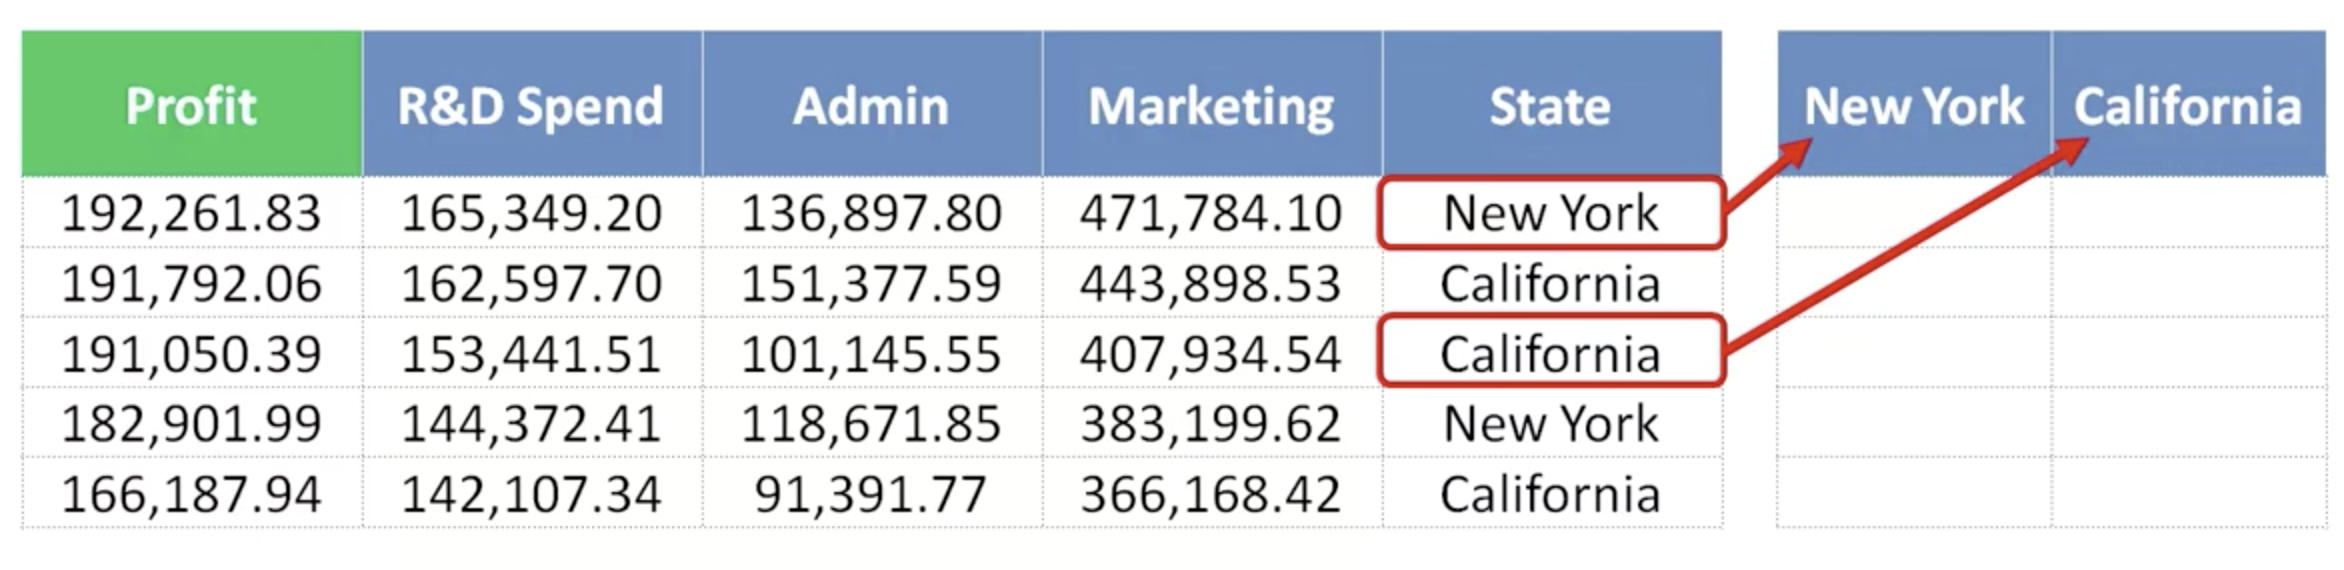 Profit R&D Spend Admin Marketing State New York California
192,261.83 165,349.20 136,897.80 471,784.10 New York
191,792.06 162,597.70 151,377.59 443,898.53 California
191,050.39 153,441.51 101,145.55 407,934.54 California
182,901.99 144,372.41 118,671.85 383,199.62 New York
166,187.94 142,107.34 91,391.77 366,168.42 California